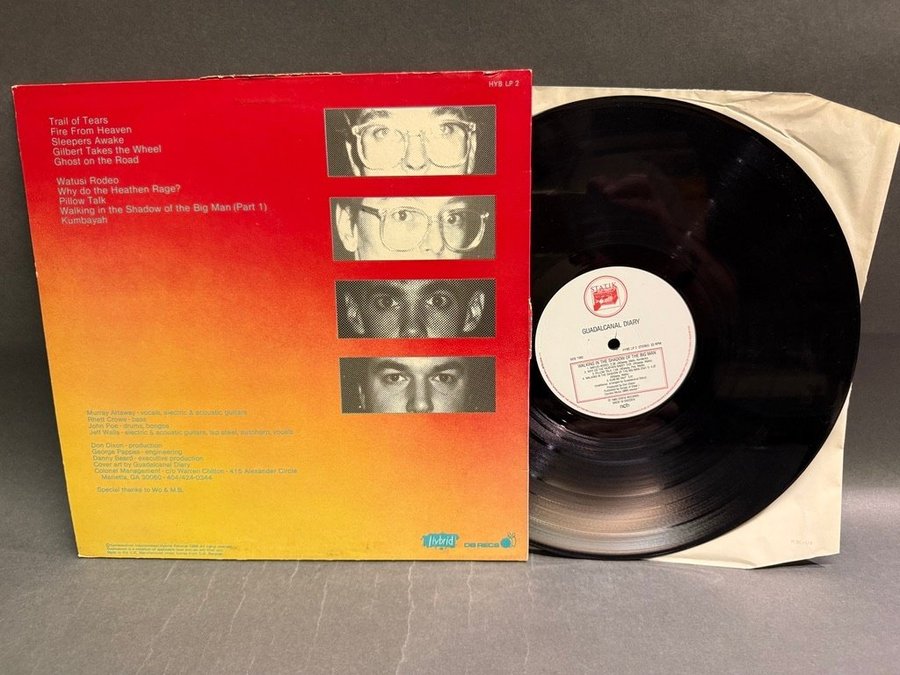 HYB LP 2
Trail of Tears
Fire From Heaven
Sleepers Awake
Gilbert Takes the Wheel
Ghost on the Road
Watusi Rodeo
Why do the Heathen Rage?
Pillow Talk
Walking in the Shadow of the Big Man (Part 1)
Kumbayah
Murray Attaway - vocals, electric & acoustic guitars
Rhett Crowe - bass
John Poe - drums, bongos
Jeff Walls - electric & acoustic guitars, lap steel, autoharp, vocals
Don Dixon - production
George Pappas - engineering
Danny Beard - executive production
Cover art by Guadalcanal Diary
Colonel Management - c/o Warren Chilton - 415 Alexander Circle
Marietta, GA 30060 - 404/424-0344
Special thanks to Wo & M.B.
Hybrid
DB RECS
STATIK
GUADALCANAL DIARY
WALKING IN THE SHADOW OF THE BIG MAN